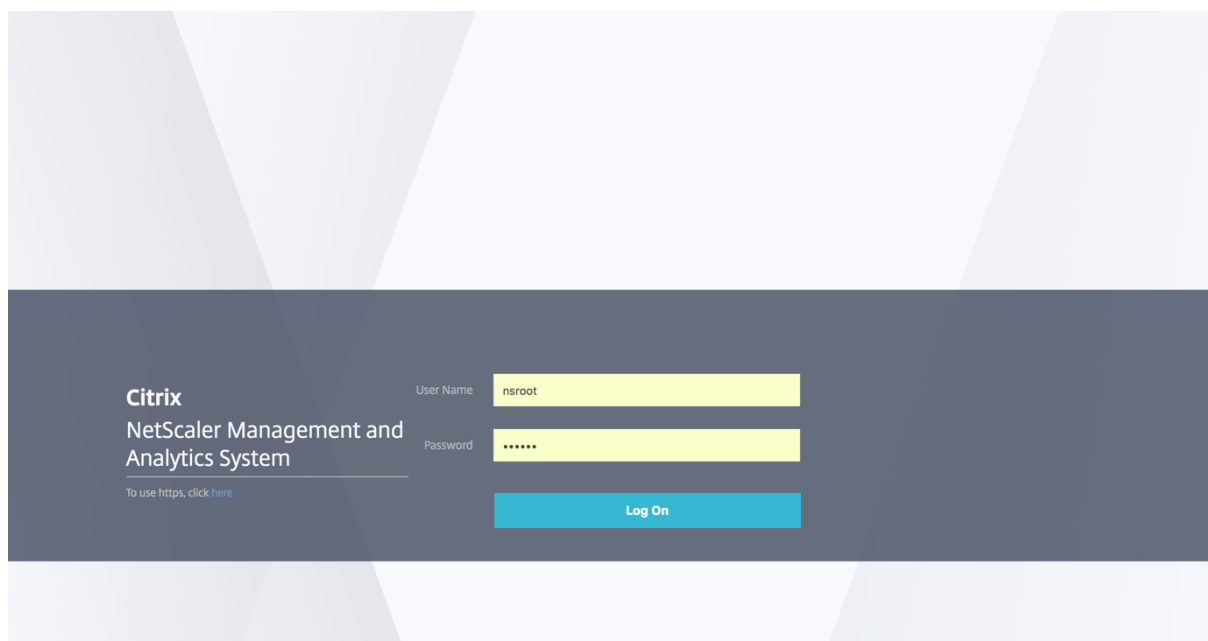 Citrix
NetScaler Management and
Analytics System
To use https, click here
User Name
nsroot
Password
••••••
Log On